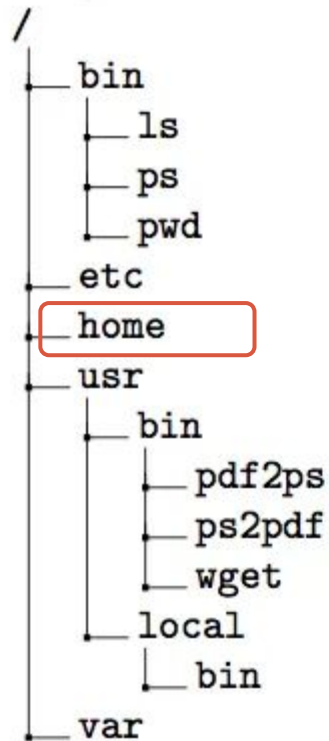 /
bin
ls
ps
pwd
etc
home
usr
bin
pdf2ps
ps2pdf
wget
local
bin
var